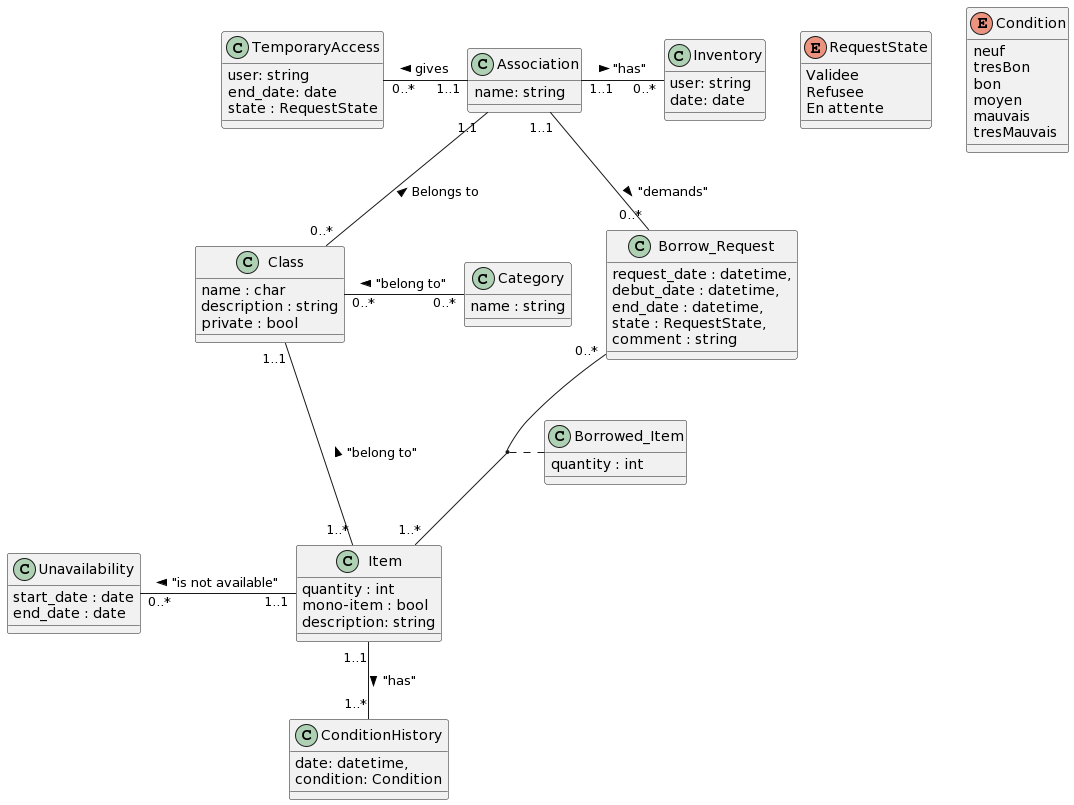 C TemporaryAccess
user: string
end_date: date
state : RequestState
◄ gives
0..*
1..1
C Association
name: string
► "has"
1..1
0..*
C Inventory
user: string
date: date
E RequestState
Validee
Refusee
En attente
E Condition
neuf
tresBon
bon
moyen
mauvais
tresMauvais
1..1
1..1
Belongs to
"demands"
0..*
0..*
C Class
name : char
description : string
private : bool
◄ "belong to"
0..*
0..*
C Category
name : string
C Borrow_Request
request_date : datetime,
debut_date : datetime,
end_date : datetime,
state : RequestState,
comment : string
1..1
0..*
"belong to"
C Borrowed_Item
quantity : int
1..*
1..*
C Unavailability
start_date : date
end_date : date
◄ "is not available"
0..*
1..1
C Item
quantity : int
mono-item : bool
description: string
1..1
"has"
1..*
C ConditionHistory
date: datetime,
condition: Condition